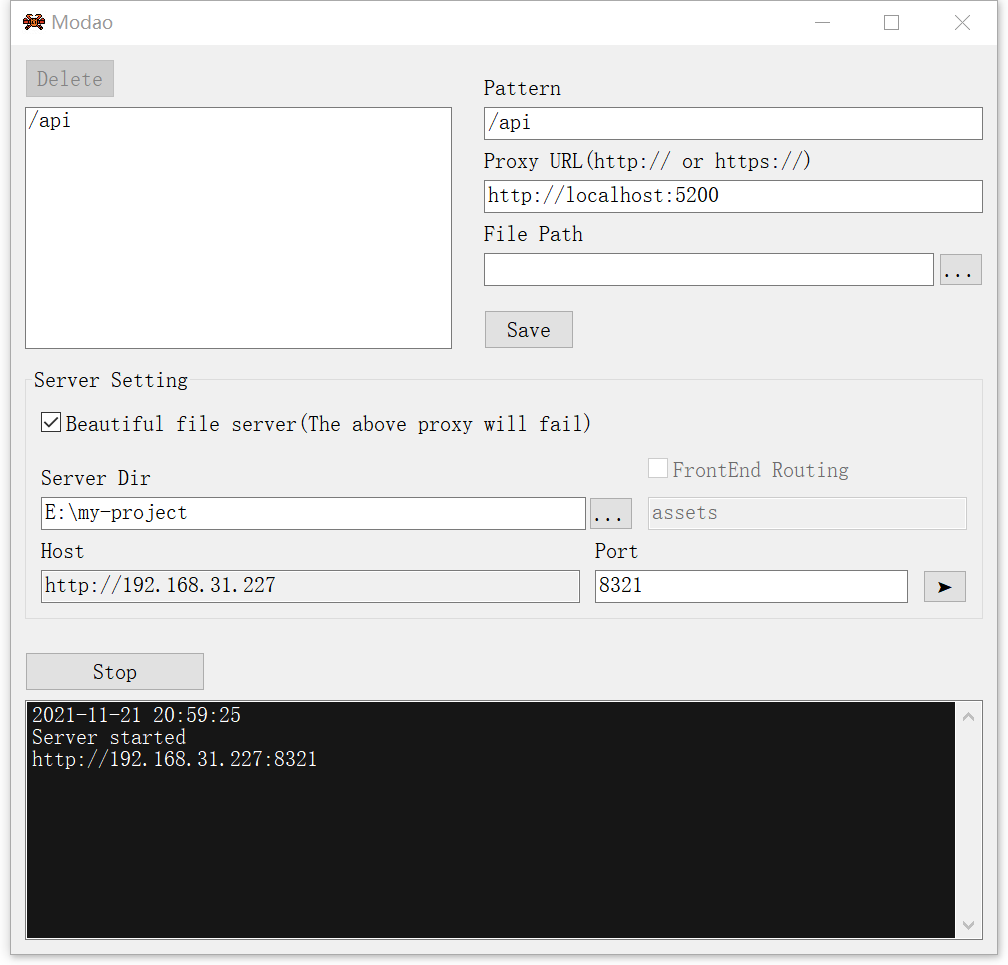 Modao
Delete
/api
Pattern
/api
Proxy URL(http:// or https://)
http://localhost:5200
File Path
...
Save
Server Setting
Beautiful file server(The above proxy will fail)
Server Dir
FrontEnd Routing
E:\my-project
...
assets
Host
Port
http://192.168.31.227
8321
Stop
2021-11-21 20:59:25
Server started
http://192.168.31.227:8321